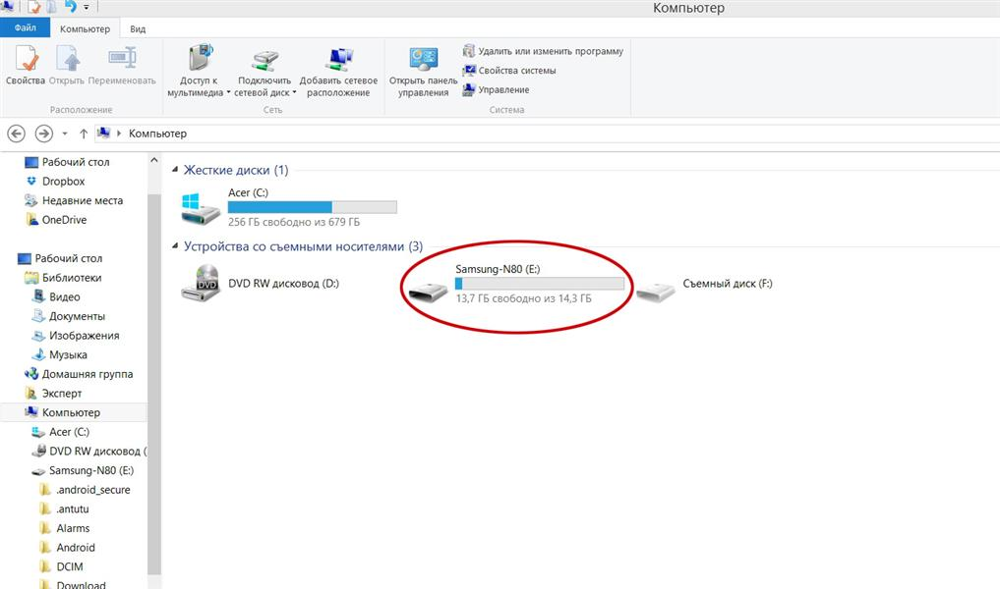 Компьютер
Файл
Компьютер
Вид
Свойства
Открыть
Переименовать
Расположение
Доступ к
мультимедиа
Подключить
сетевой диск
Добавить сетевое
расположение
Сеть
Открыть панель
управления
Удалить или изменить программу
Свойства системы
Управление
Система
Компьютер
Рабочий стол
Dropbox
Недавние места
OneDrive
Рабочий стол
Библиотеки
Видео
Документы
Изображения
Музыка
Домашняя группа
Эксперт
Компьютер
Acer (C:)
DVD RW дисковод (
Samsung-N80 (E:)
.android_secure
.antutu
Alarms
Android
DCIM
Download
Жесткие диски (1)
Acer (C:)
256 ГБ свободно из 679 ГБ
Устройства со съемными носителями (3)
DVD
DVD RW дисковод (D:)
Samsung-N80 (E:)
13,7 ГБ свободно из 14,3 ГБ
Съемный диск (F:)